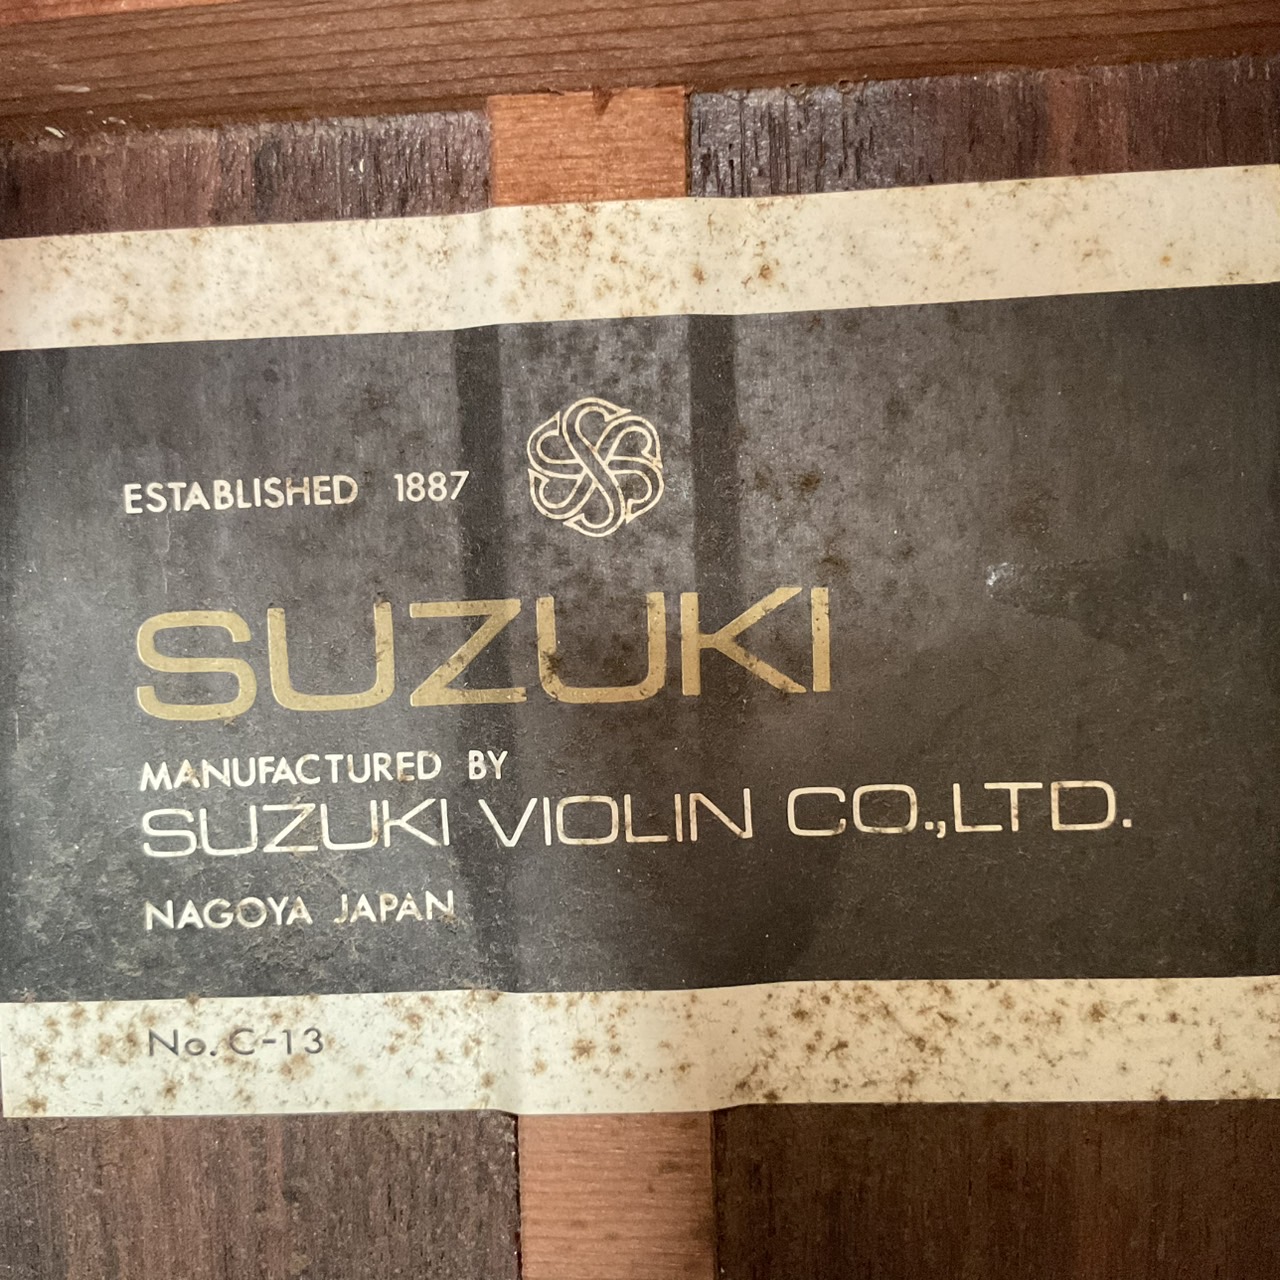 ESTABLISHED 1887
SUZUKI
MANUFACTURED BY
SUZUKI VIOLIN CO.,LTD.
NAGOYA JAPAN
No. C-13